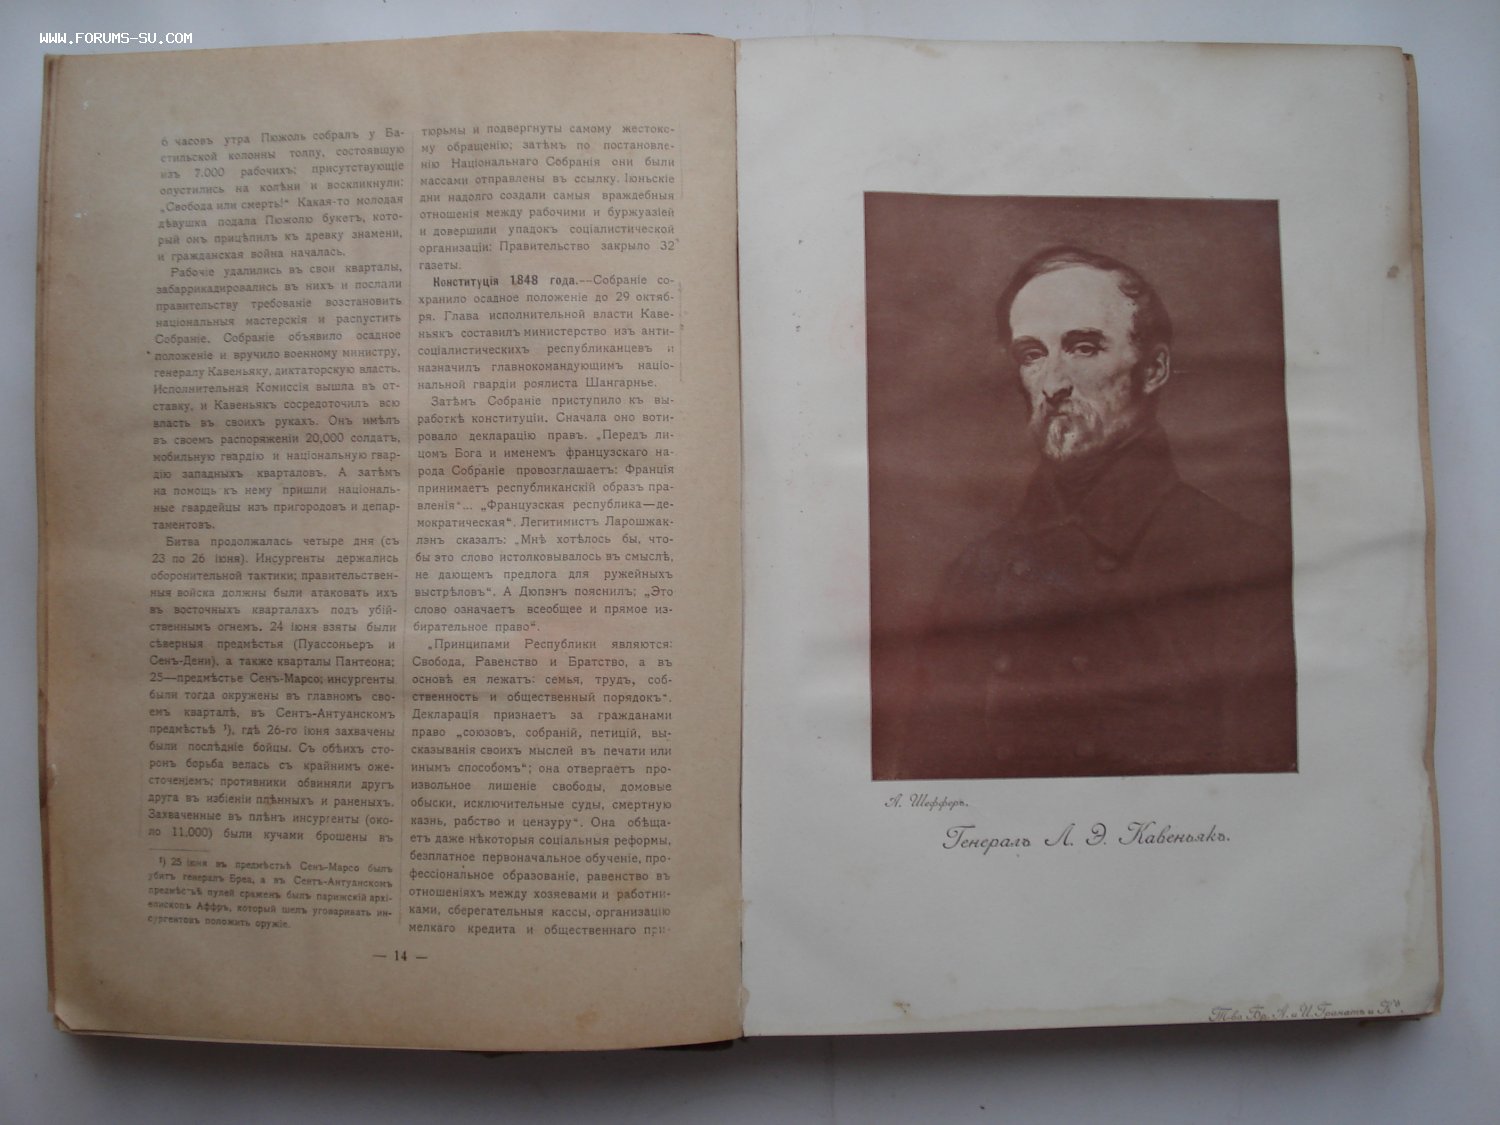 WWW.FORUMS-SU.COM
6 часовъ утра Пюжоль собралъ у Ба-
стильской колонны толпу, состоявшую
изъ 7.000 рабочихъ; присутствующіе
опустились на колѣни и воскликнули:
„Свобода или смерть!“ Какая-то молодая
дѣвушка подала Пюжолю букетъ, кото-
рый онъ прицѣпилъ къ древку знамени,
и гражданская война началась.
Рабочіе удалились въ свои кварталы,
забаррикадировались въ нихъ и послали
правительству требованіе возстановить
національныя мастерскія и распустить
Собраніе. Собраніе объявило осадное
положеніе и вручило военному министру,
генералу Кавеньяку, диктаторскую власть.
Исполнительная Комиссія вышла въ от-
ставку, и Кавеньякъ сосредоточилъ всю
власть въ своихъ рукахъ. Онъ имѣлъ
въ своемъ распоряженіи 20,000 солдатъ,
мобильную гвардію и національную гвар-
дію западныхъ кварталовъ. А затѣмъ
на помощь къ нему пришли національ-
ные гвардейцы изъ пригородовъ и депар-
таментовъ.
Битва продолжалась четыре дня (съ
23 по 26 іюня). Инсургенты держались
оборонительной тактики; правительствен-
ныя войска должны были атаковать ихъ
въ восточныхъ кварталахъ подъ убій-
ственнымъ огнемъ. 24 іюня взяты были
сѣверныя предмѣстья (Пуассоньеръ и
Сенъ-Дени), а также кварталы Пантеона;
25—предмѣстье Сенъ-Марсо; инсургенты
были тогда окружены въ главномъ сво-
емъ кварталѣ, въ Сентъ-Антуанскомъ
предмѣстьѣ ¹), гдѣ 26-го іюня захвачены
были послѣдніе бойцы. Съ обѣихъ сто-
ронъ борьба велась съ крайнимъ оже-
сточеніемъ; противники обвиняли другъ
друга въ избіеніи плѣнныхъ и раненыхъ.
Захваченные въ плѣнъ инсургенты (око-
ло 11.000) были кучами брошены въ
¹) 25 іюня въ предмѣстьѣ Сенъ-Марсо былъ
убитъ генералъ Бреа, а въ Сентъ-Антуанскомъ
предмѣстьѣ пулей сраженъ былъ парижскій архі-
епископъ Аффръ, который шелъ уговаривать ин-
сургентовъ положить оружіе.
тюрьмы и подвергнуты самому жесток-
му обращенію; затѣмъ по постановле-
нію Національнаго Собранія они были
массами отправлены въ ссылку. Іюньскіе
дни надолго создали самыя враждебныя
отношенія между рабочими и буржуазіей
и довершили упадокъ соціалистической
организаціи: Правительство закрыло 32
газеты.
Конституція 1848 года.—Собраніе со-
хранило осадное положеніе до 29 октяб-
ря. Глава исполнительной власти Каве-
ньякъ составилъ министерство изъ анти-
соціалистическихъ республиканцевъ и
назначилъ главнокомандующимъ націо-
нальной гвардіи роялиста Шангарнье.
Затѣмъ Собраніе приступило къ вы-
работкѣ конституціи. Сначала оно воти-
ровало декларацію правъ. „Передъ ли-
цомъ Бога и именемъ французскаго на-
рода Собраніе провозглашаетъ: Франція
принимаетъ республиканскій образъ пра-
вленія“... „Французская республика—де-
мократическая“. Легитимистъ Ларошжак-
лэнъ сказалъ: „Мнѣ хотѣлось бы, что-
бы это слово истолковывалось въ смыслѣ,
не дающемъ предлога для ружейныхъ
выстрѣловъ“. А Дюпэнъ пояснилъ; „Это
слово означаетъ всеобщее и прямое из-
бирательное право“.
„Принципами Республики являются:
Свобода, Равенство и Братство, а въ
основѣ ея лежатъ: семья, трудъ, соб-
ственность и общественный порядокъ“.
Декларація признаетъ за гражданами
право „союзовъ, собраній, петицій, вы-
сказыванія своихъ мыслей въ печати или
инымъ способомъ“; она отвергаетъ про-
извольное лишеніе свободы, домовые
обыски, исключительные суды, смертную
казнь, рабство и цензуру“. Она обѣща-
етъ даже нѣкоторыя соціальныя реформы,
безплатное первоначальное обученіе, про-
фессіональное образованіе, равенство въ
отношеніяхъ между хозяевами и работни-
ками, сберегательныя кассы, организацію
мелкаго кредита и общественнаго при-
— 14 —
А. Шефферъ.
Генералъ Л. Э. Кавеньякъ.
Т-во Бр. А. и И. Гранатъ и Кº.